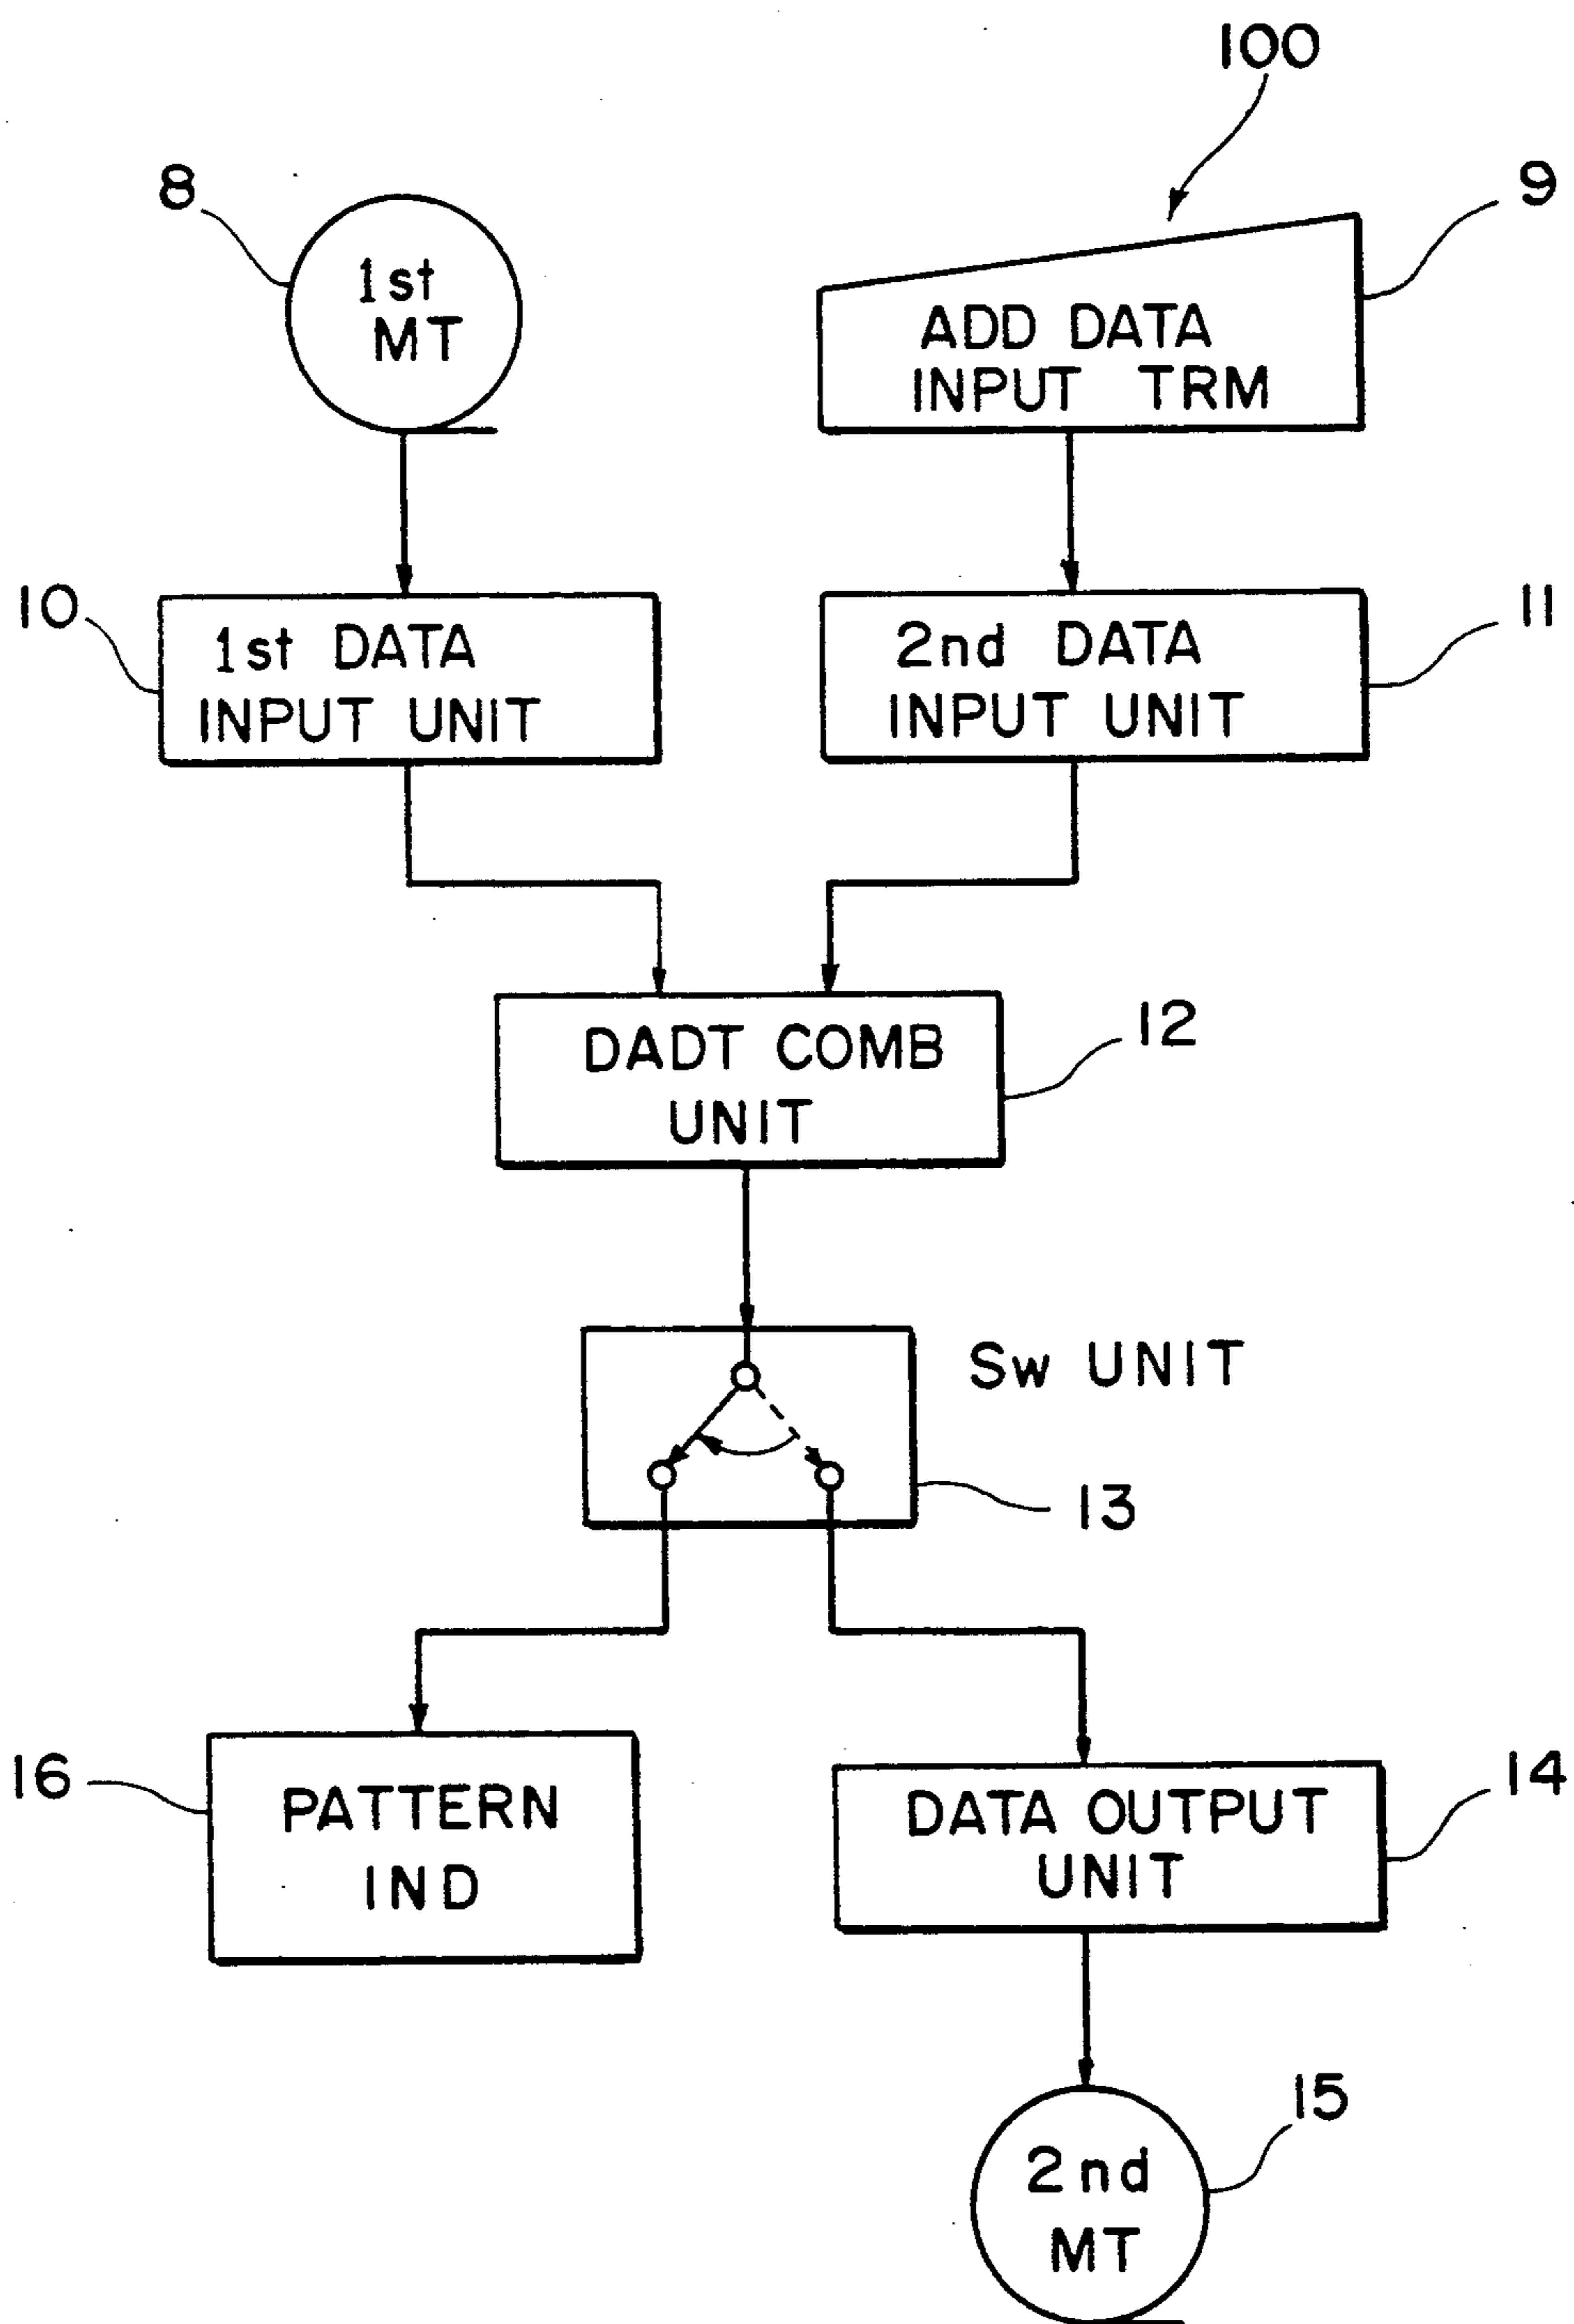 100
8
1st
MT
9
ADD DATA
INPUT TRM
10
1st DATA
INPUT UNIT
11
2nd DATA
INPUT UNIT
DADT COMB
UNIT
12
SW UNIT
13
16
PATTERN
IND
14
DATA OUTPUT
UNIT
15
2nd
MT